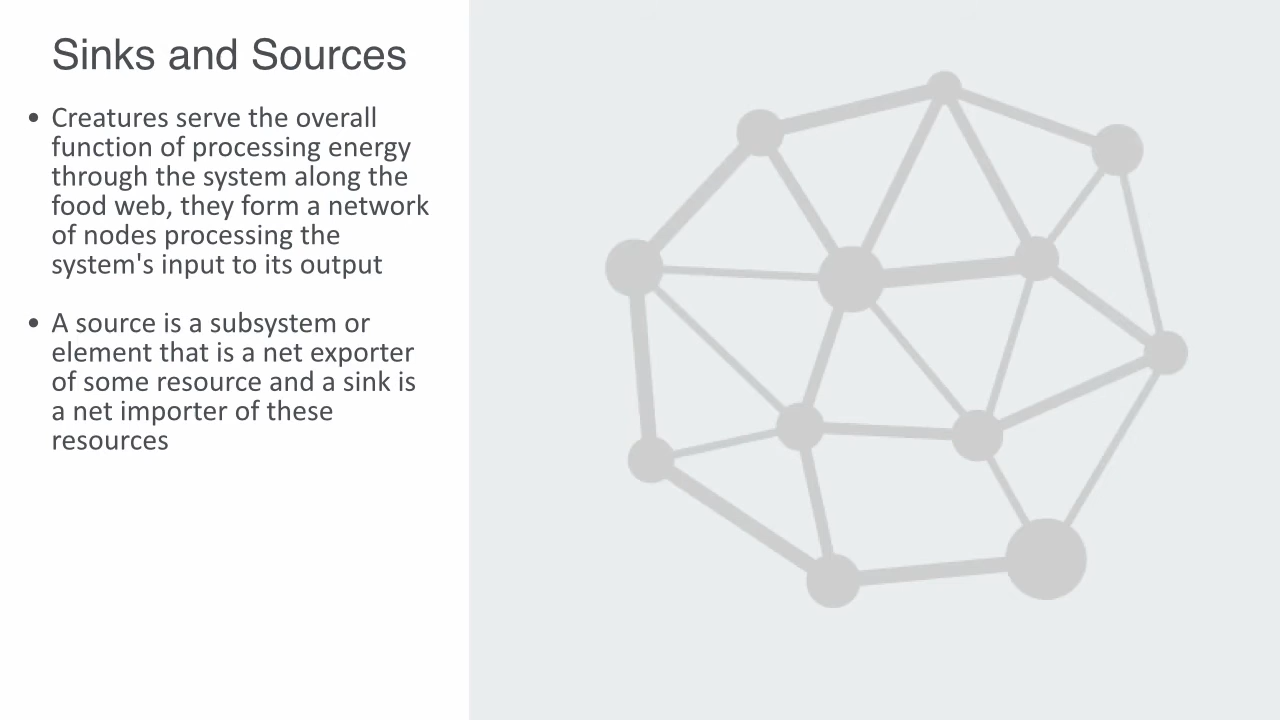 Sinks and Sources
• Creatures serve the overall
function of processing energy
through the system along the
food web, they form a network
of nodes processing the
system's input to its output
• A source is a subsystem or
element that is a net exporter
of some resource and a sink is
a net importer of these
resources